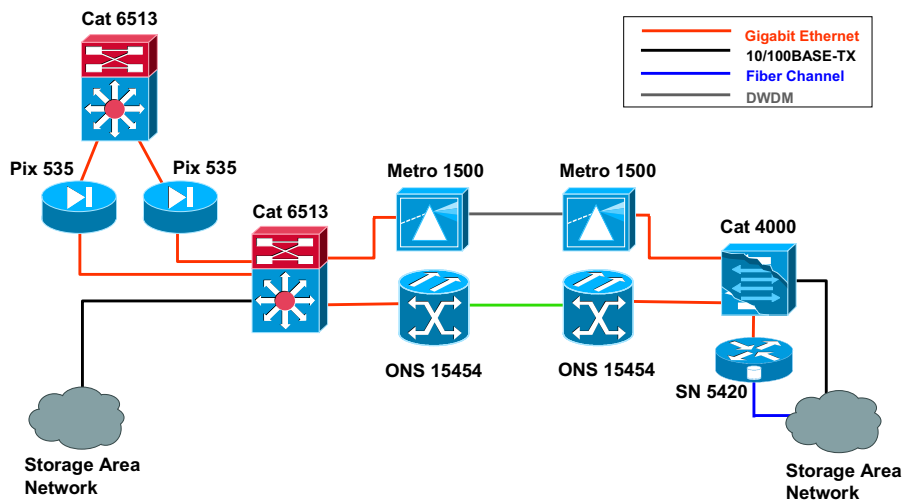 Cat 6513
Gigabit Ethernet
10/100BASE-TX
Fiber Channel
DWDM
Pix 535
Pix 535
Metro 1500
Metro 1500
Cat 6513
Cat 4000
ONS 15454
ONS 15454
SN 5420
Storage Area
Network
Storage Area
Network